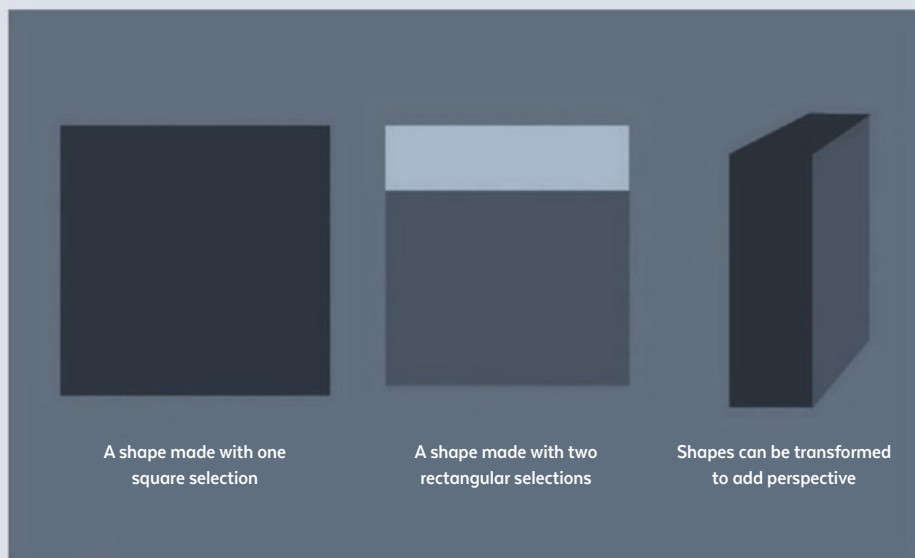 A shape made with one
square selection
A shape made with two
rectangular selections
Shapes can be transformed
to add perspective